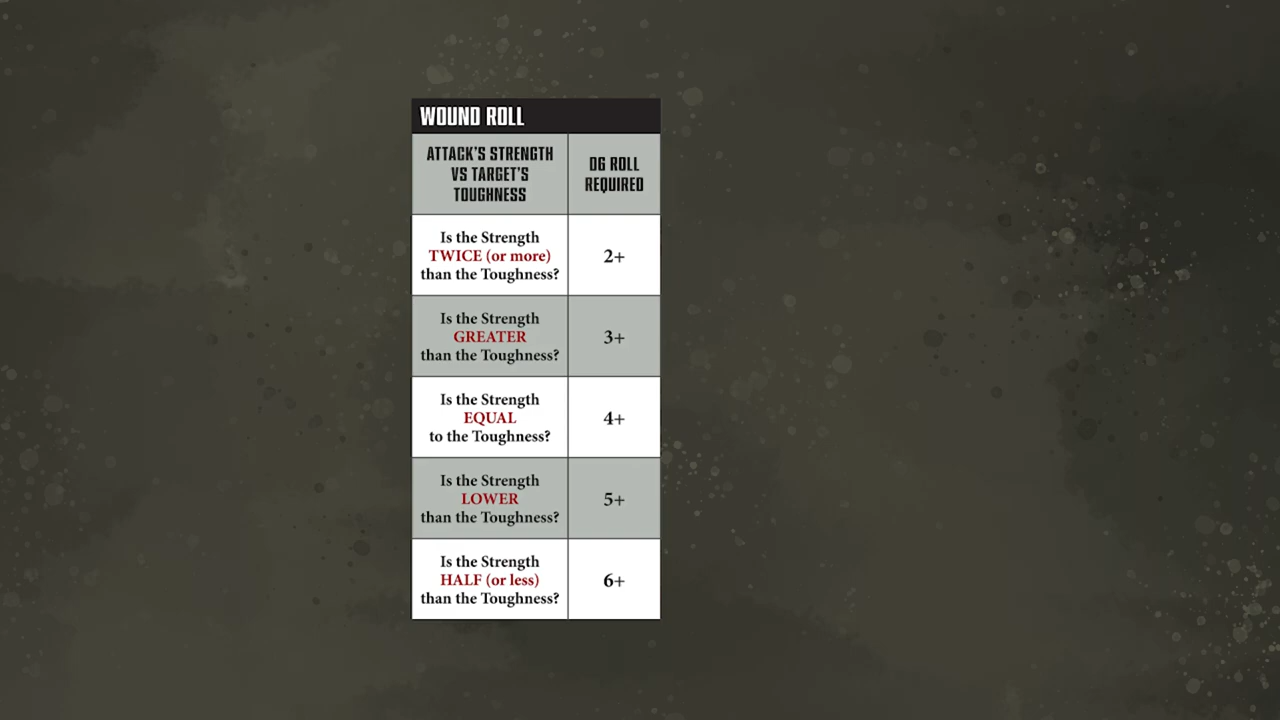 WOUND ROLL
ATTACK'S STRENGTH
VS TARGET'S
TOUGHNESS
D6 ROLL
REQUIRED
Is the Strength
TWICE (or more)
than the Toughness?
2+
Is the Strength
GREATER
than the Toughness?
3+
Is the Strength
EQUAL
to the Toughness?
4+
Is the Strength
LOWER
than the Toughness?
5+
Is the Strength
HALF (or less)
than the Toughness?
6+